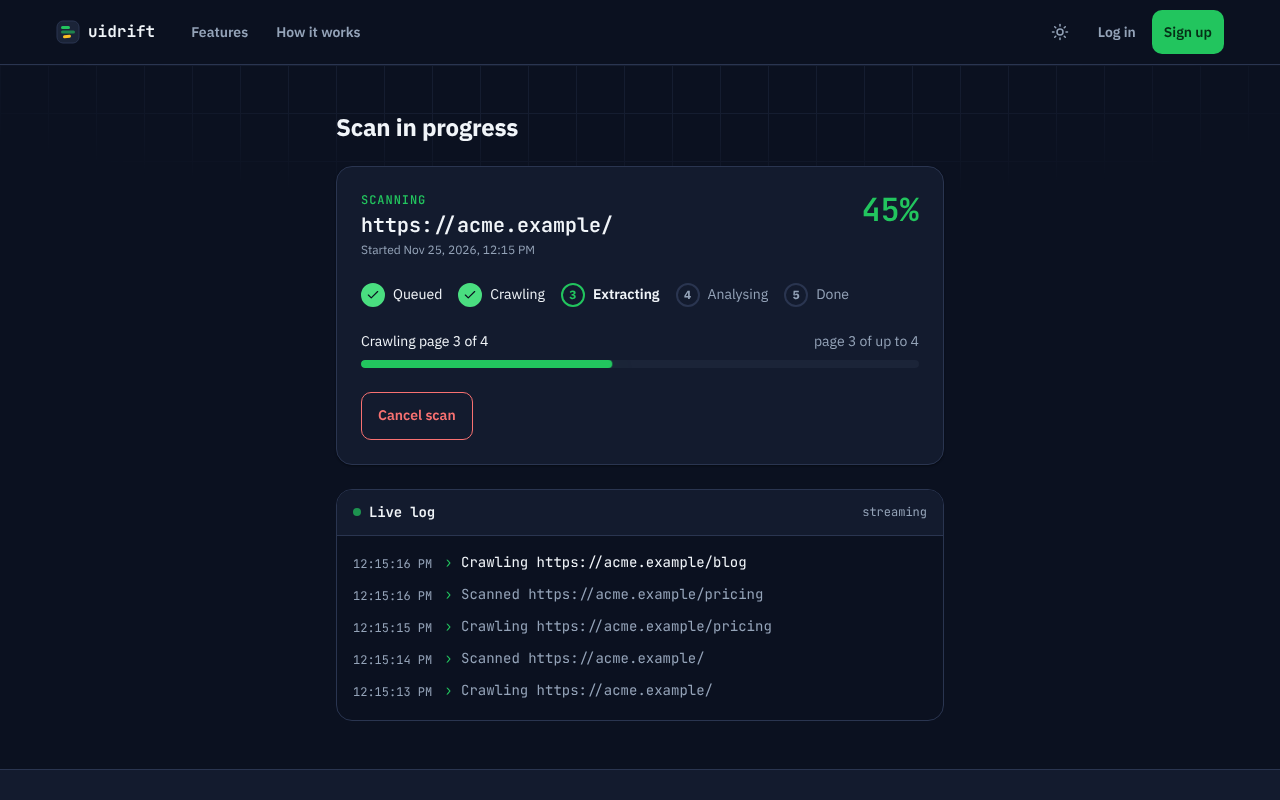 uidrift Features How it works Log in Sign up
Scan in progress
SCANNING
https://acme.example/
45%
Started Nov 25, 2026, 12:15 PM
Queued Crawling 3 Extracting 4 Analysing 5 Done
Crawling page 3 of 4 page 3 of up to 4
Cancel scan
Live log streaming
12:15:16 PM › Crawling https://acme.example/blog
12:15:16 PM › Scanned https://acme.example/pricing
12:15:15 PM › Crawling https://acme.example/pricing
12:15:14 PM › Scanned https://acme.example/
12:15:13 PM › Crawling https://acme.example/